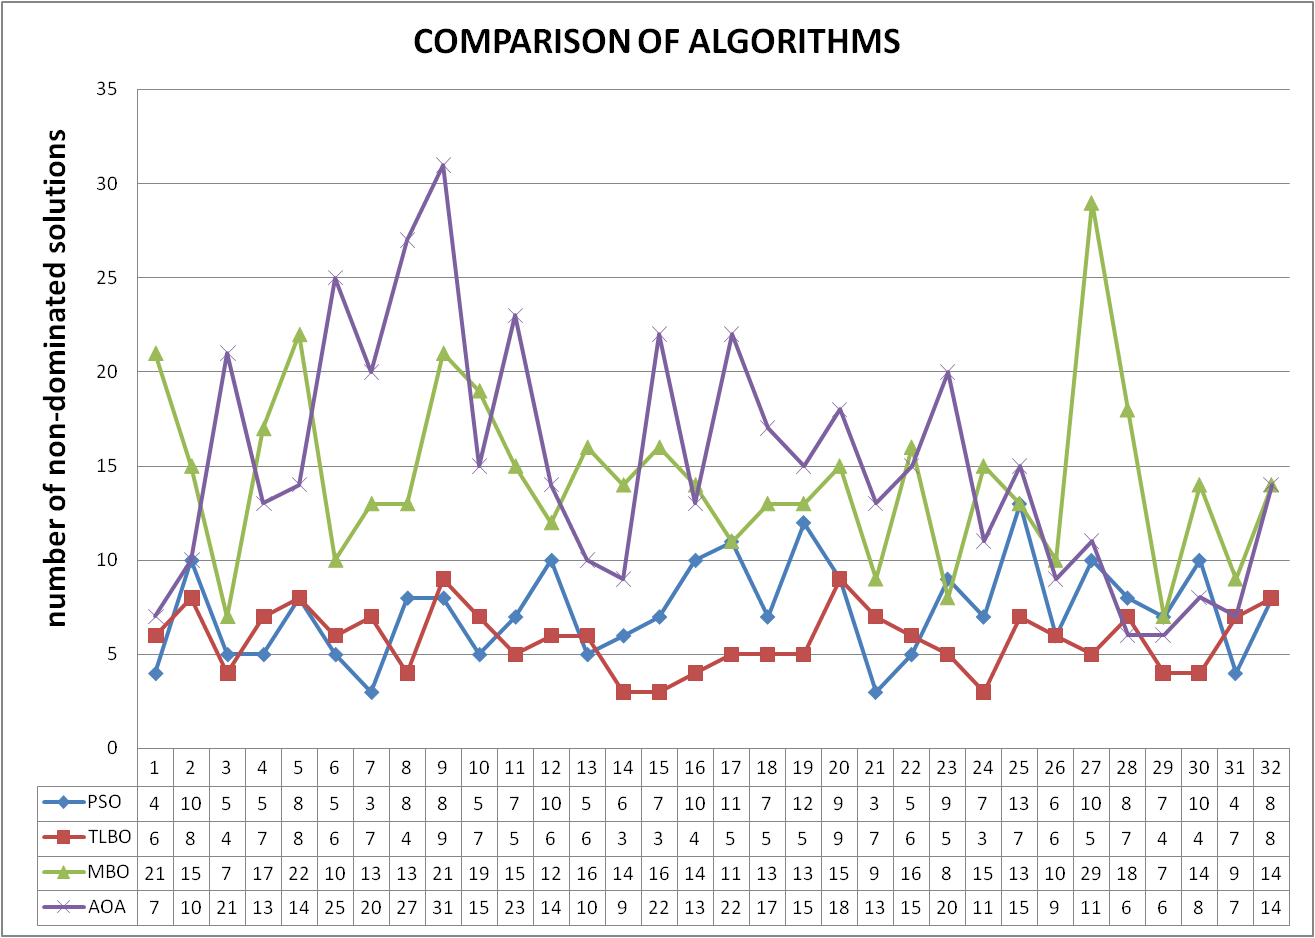 COMPARISON OF ALGORITHMS
number of non-dominated solutions
35
30
25
20
15
10
5
0
1 2 3 4 5 6 7 8 9 10 11 12 13 14 15 16 17 18 19 20 21 22 23 24 25 26 27 28 29 30 31 32
PSO 4 10 5 5 8 5 3 8 8 5 7 10 5 6 7 10 11 7 12 9 3 5 9 7 13 6 10 8 7 10 4 8
TLBO 6 8 4 7 8 6 7 4 9 7 5 6 6 3 3 4 5 5 5 9 7 6 5 3 7 6 5 7 4 4 7 8
MBO 21 15 7 17 22 10 13 13 21 19 15 12 16 14 16 14 11 13 13 15 9 16 8 15 13 10 29 18 7 14 9 14
AOA 7 10 21 13 14 25 20 27 31 15 23 14 10 9 22 13 22 17 15 18 13 15 20 11 15 9 11 6 6 8 7 14